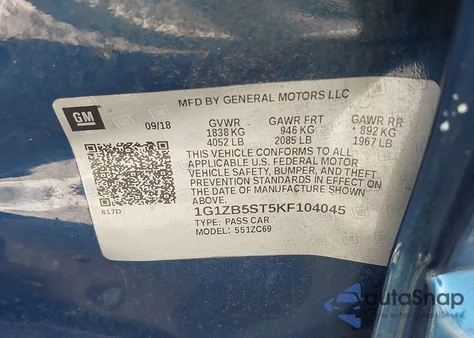 MFD BY GENERAL MOTORS LLC
GM
09/18
GVWR GAWR FRT GAWR RR
1838 KG 946 KG 892 KG
4052 LB 2085 LB 1967 LB
THIS VEHICLE CONFORMS TO ALL
APPLICABLE U.S. FEDERAL MOTOR
VEHICLE SAFETY, BUMPER, AND THEFT
PREVENTION STANDARDS IN EFFECT ON
THE DATE OF MANUFACTURE SHOWN
ABOVE.
617D
1G1ZB5ST5KF104045
TYPE: PASS CAR
MODEL: 551ZC69
autoSnap